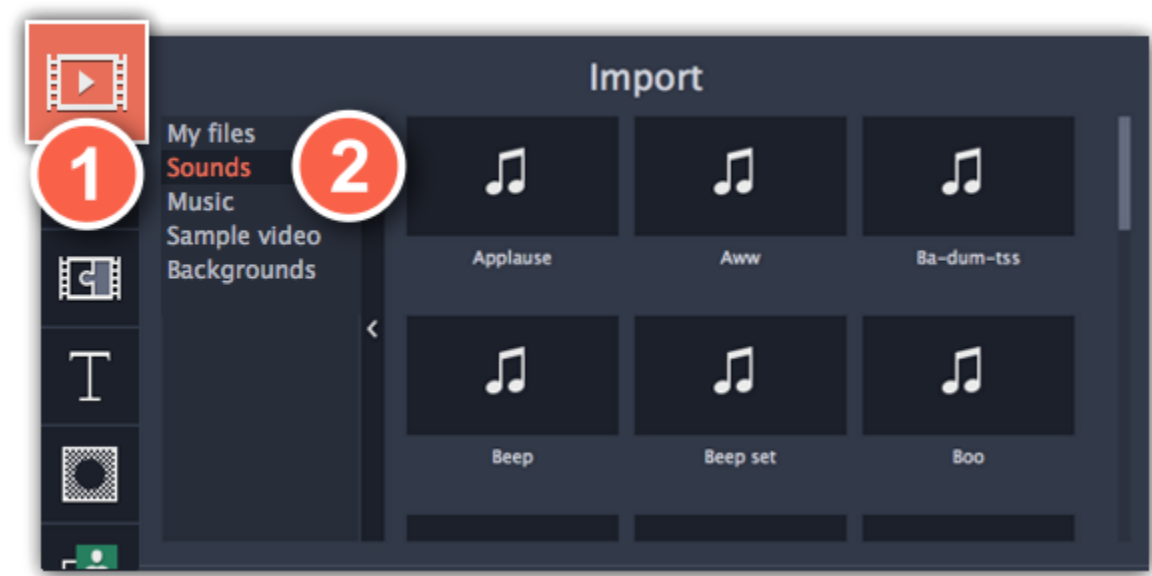 Import
1
My files
Sounds
2
Music
Sample video
Backgrounds
Applause
Aww
Ba-dum-tss
T
Beep
Beep set
Boo